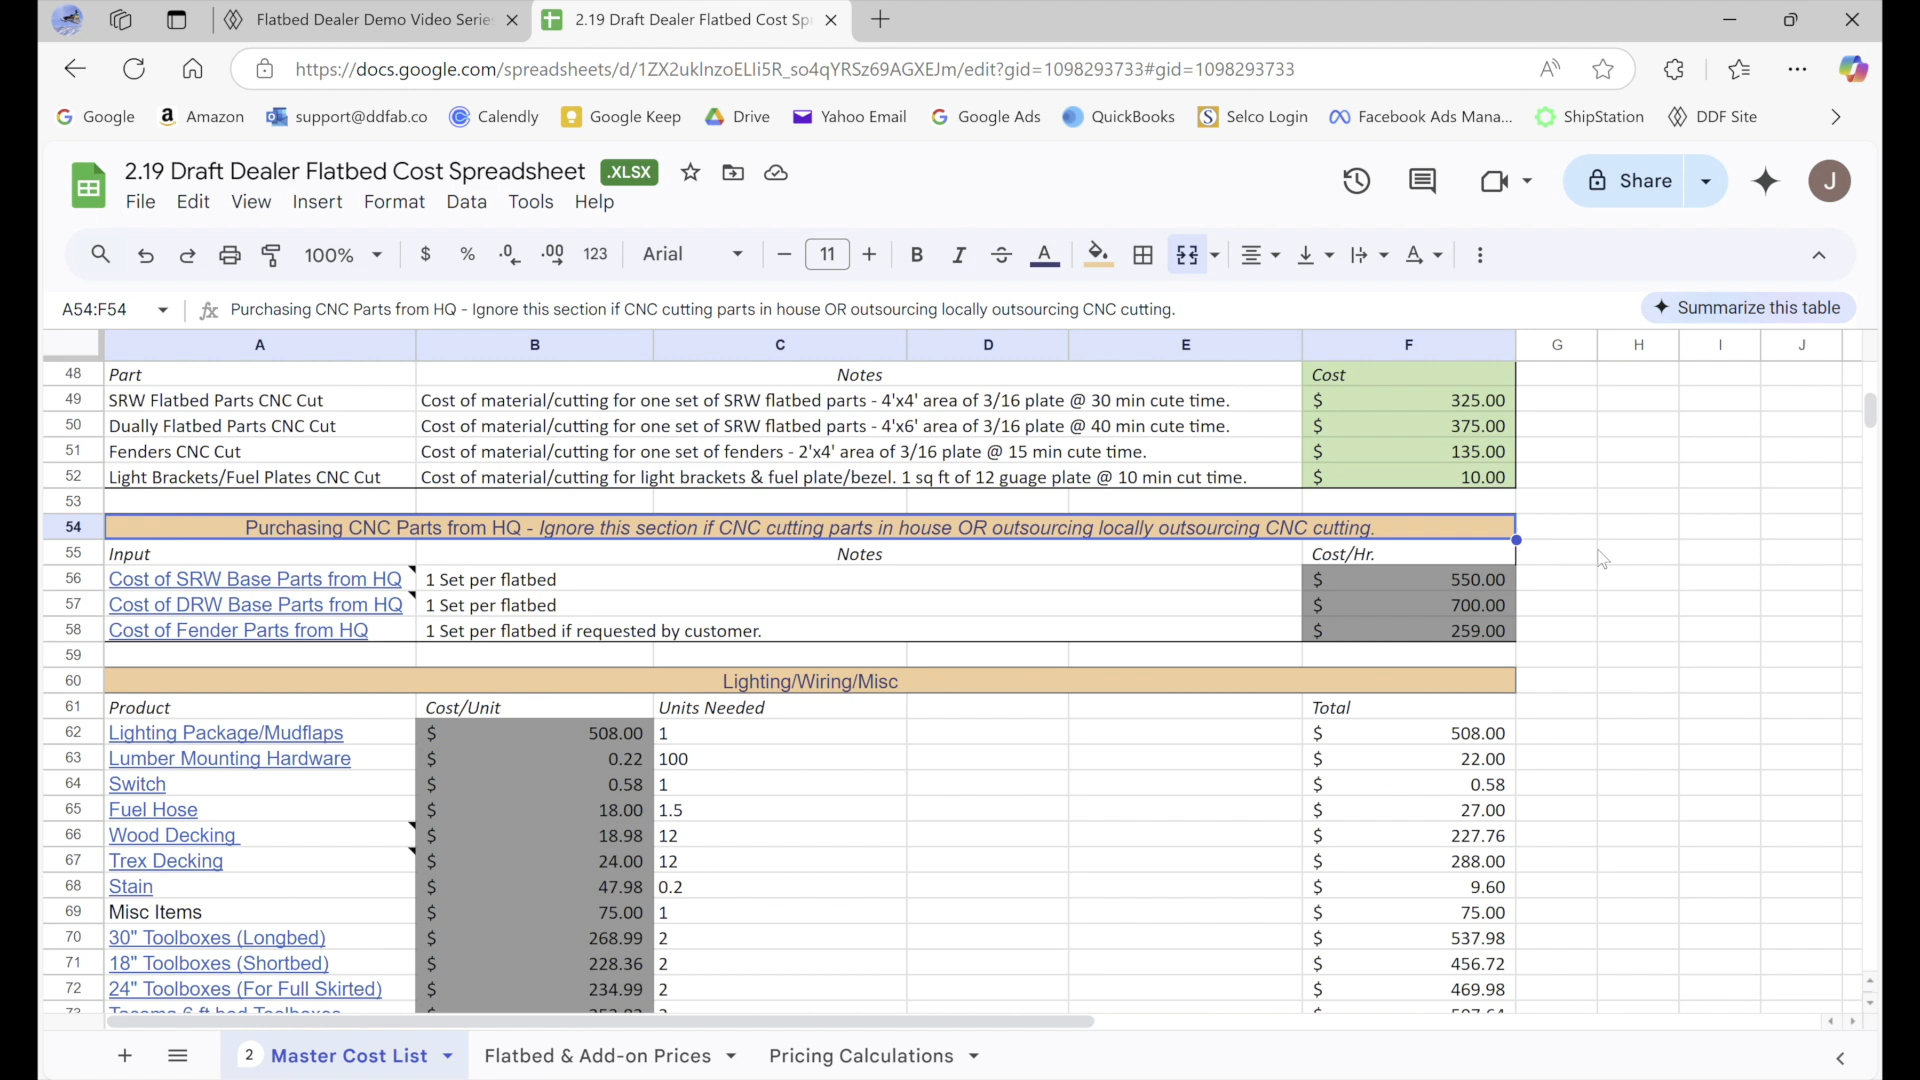 Flatbed Dealer Demo Video Serie
2.19 Draft Dealer Flatbed Cost Sp
https://docs.google.com/spreadsheets/d/1ZX2uklnzoELIi5R_so4qYRSz69AGXEJm/edit?gid=1098293733#gid=1098293733
Google Amazon support@ddfab.co Calendly Google Keep Drive Yahoo Email Google Ads QuickBooks Selco Login Facebook Ads Mana... ShipStation DDF Site
2.19 Draft Dealer Flatbed Cost Spreadsheet .XLSX
Share J
File Edit View Insert Format Data Tools Help
100% $ % .0 .00 123 Arial 11 B I A
A54:F54 fx Purchasing CNC Parts from HQ - Ignore this section if CNC cutting parts in house OR outsourcing locally outsourcing CNC cutting.
Summarize this table
A B C D E F G H I J
48 Part Notes Cost
49 SRW Flatbed Parts CNC Cut Cost of material/cutting for one set of SRW flatbed parts - 4'x4' area of 3/16 plate @ 30 min cute time. $ 325.00
50 Dually Flatbed Parts CNC Cut Cost of material/cutting for one set of SRW flatbed parts - 4'x6' area of 3/16 plate @ 40 min cute time. $ 375.00
51 Fenders CNC Cut Cost of material/cutting for one set of fenders - 2'x4' area of 3/16 plate @ 15 min cute time. $ 135.00
52 Light Brackets/Fuel Plates CNC Cut Cost of material/cutting for light brackets & fuel plate/bezel. 1 sq ft of 12 guage plate @ 10 min cut time. $ 10.00
53
54 Purchasing CNC Parts from HQ - Ignore this section if CNC cutting parts in house OR outsourcing locally outsourcing CNC cutting.
55 Input Notes Cost/Hr.
56 Cost of SRW Base Parts from HQ 1 Set per flatbed $ 550.00
57 Cost of DRW Base Parts from HQ 1 Set per flatbed $ 700.00
58 Cost of Fender Parts from HQ 1 Set per flatbed if requested by customer. $ 259.00
59
60 Lighting/Wiring/Misc
61 Product Cost/Unit Units Needed Total
62 Lighting Package/Mudflaps $ 508.00 1 $ 508.00
63 Lumber Mounting Hardware $ 0.22 100 $ 22.00
64 Switch $ 0.58 1 $ 0.58
65 Fuel Hose $ 18.00 1.5 $ 27.00
66 Wood Decking $ 18.98 12 $ 227.76
67 Trex Decking $ 24.00 12 $ 288.00
68 Stain $ 47.98 0.2 $ 9.60
69 Misc Items $ 75.00 1 $ 75.00
70 30" Toolboxes (Longbed) $ 268.99 2 $ 537.98
71 18" Toolboxes (Shortbed) $ 228.36 2 $ 456.72
72 24" Toolboxes (For Full Skirted) $ 234.99 2 $ 469.98
73 Tacoma 6 ft bed Toolboxes
2 Master Cost List Flatbed & Add-on Prices Pricing Calculations